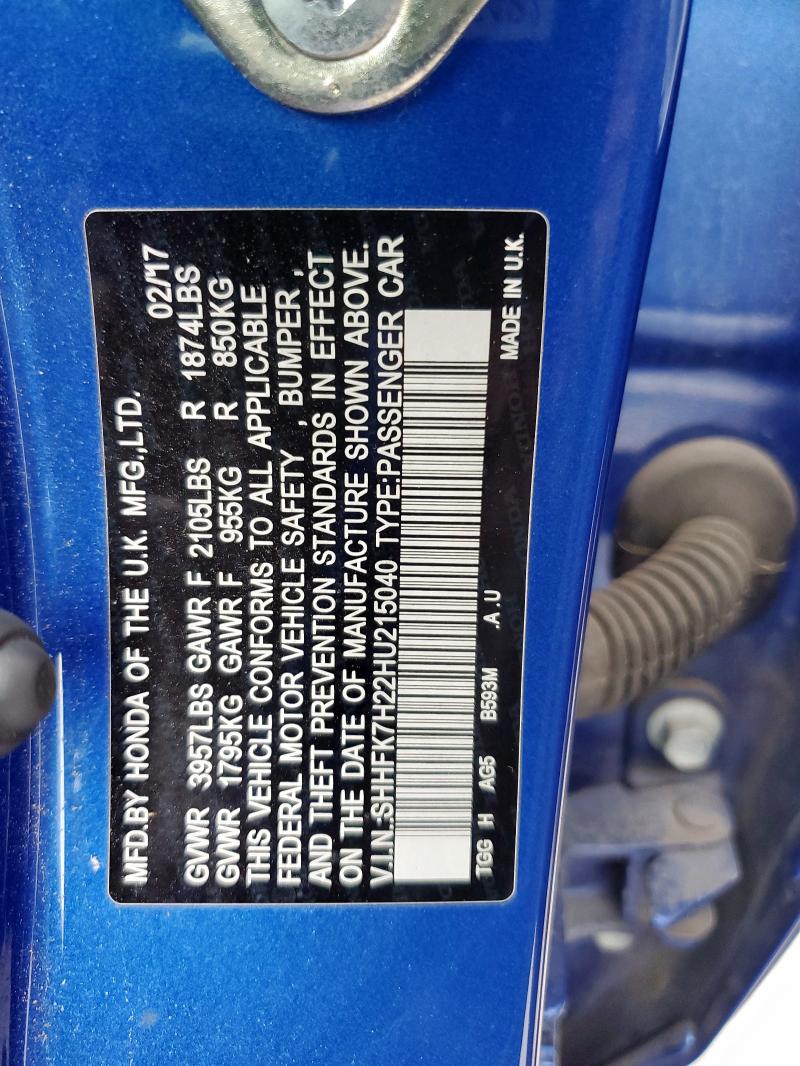 MFD.BY HONDA OF THE U.K. MFG.,LTD. 02/17
GVWR 3957LBS GAWR F 2105LBS R 1874LBS
GVWR 1795KG GAWR F 955KG R 850KG
THIS VEHICLE CONFORMS TO ALL APPLICABLE
FEDERAL MOTOR VEHICLE SAFETY , BUMPER ,
AND THEFT PREVENTION STANDARDS IN EFFECT
ON THE DATE OF MANUFACTURE SHOWN ABOVE.
V.I.N.:SHHFK7H22HU215040 TYPE:PASSENGER CAR
TGG H AG5 B593M .A.U MADE IN U.K.